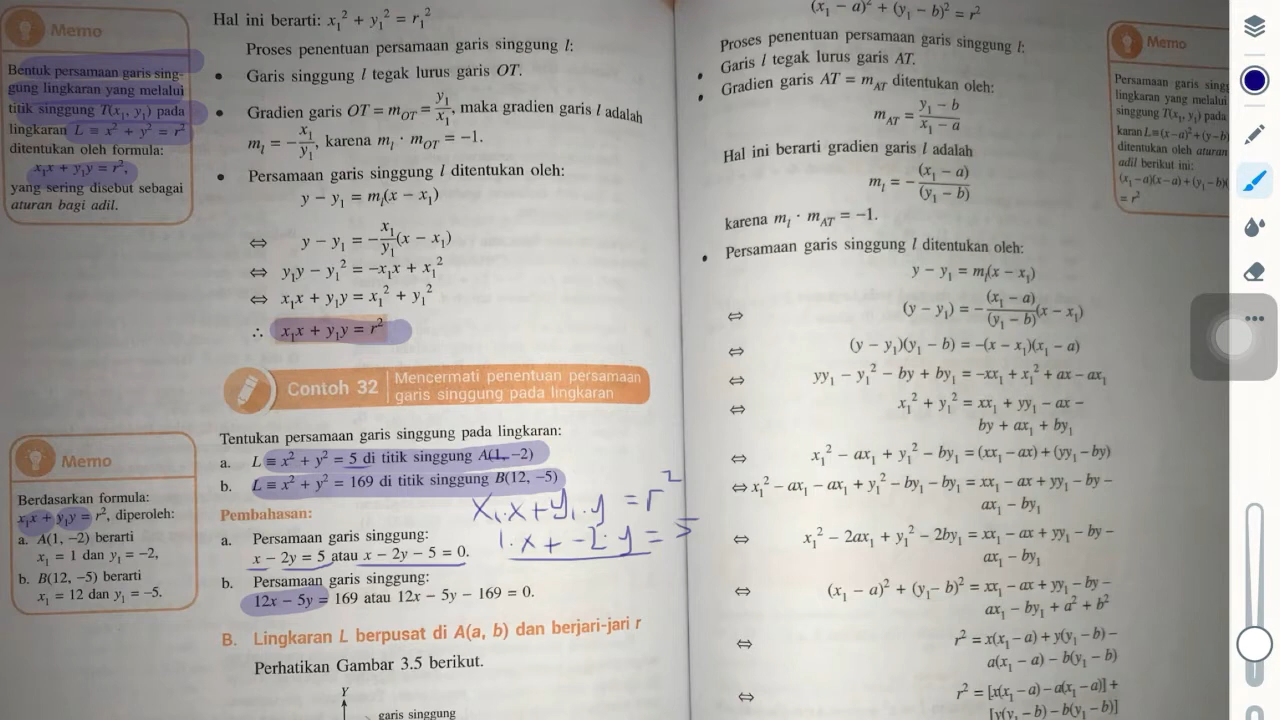 Memo
Bentuk persamaan garis sing-
gung lingkaran yang melalui
titik singgung T(x₁, y₁) pada
lingkaran L ≡ x² + y² = r²
ditentukan oleh formula:
x₁x + y₁y = r²,
yang sering disebut sebagai
aturan bagi adil.
Hal ini berarti: x₁² + y₁² = r₁²
Proses penentuan persamaan garis singgung l:
• Garis singgung l tegak lurus garis OT.
• Gradien garis OT = m_OT = y₁/x₁, maka gradien garis l adalah
m_l = −x₁/y₁, karena m_l · m_OT = −1.
• Persamaan garis singgung l ditentukan oleh:
y − y₁ = m_l(x − x₁)
⇔ y − y₁ = −x₁/y₁(x − x₁)
⇔ y₁y − y₁² = −x₁x + x₁²
⇔ x₁x + y₁y = x₁² + y₁²
∴ x₁x + y₁y = r²
Contoh 32
Mencermati penentuan persamaan
garis singgung pada lingkaran
Tentukan persamaan garis singgung pada lingkaran:
a. L ≡ x² + y² = 5 di titik singgung A(1, −2)
b. L ≡ x² + y² = 169 di titik singgung B(12, −5)
Pembahasan:
a. Persamaan garis singgung:
x − 2y = 5 atau x − 2y − 5 = 0.
b. Persamaan garis singgung:
12x − 5y = 169 atau 12x − 5y − 169 = 0.
x₁.x + y₁.y = r²
1.x + −2.y = 5
B. Lingkaran L berpusat di A(a, b) dan berjari-jari r
Perhatikan Gambar 3.5 berikut.
Y
garis singgung
Memo
Berdasarkan formula:
x₁x + y₁y = r², diperoleh:
a. A(1, −2) berarti
x₁ = 1 dan y₁ = −2,
b. B(12, −5) berarti
x₁ = 12 dan y₁ = −5.
(x₁ − a)² + (y₁ − b)² = r²
Proses penentuan persamaan garis singgung l:
• Garis l tegak lurus garis AT.
• Gradien garis AT = m_AT ditentukan oleh:
m_AT = (y₁ − b)/(x₁ − a)
Hal ini berarti gradien garis l adalah
m_l = −(x₁ − a)/(y₁ − b)
karena m_l · m_AT = −1.
• Persamaan garis singgung l ditentukan oleh:
y − y₁ = m_l(x − x₁)
⇔ (y − y₁) = −(x₁ − a)/(y₁ − b)(x − x₁)
⇔ (y − y₁)(y₁ − b) = −(x − x₁)(x₁ − a)
⇔ yy₁ − y₁² − by + by₁ = −xx₁ + x₁² + ax − ax₁
⇔ x₁² + y₁² = xx₁ + yy₁ − ax −
by + ax₁ + by₁
⇔ x₁² − ax₁ + y₁² − by₁ = (xx₁ − ax) + (yy₁ − by)
⇔ x₁² − ax₁ − ax₁ + y₁² − by₁ − by₁ = xx₁ − ax + yy₁ − by −
ax₁ − by₁
⇔ x₁² − 2ax₁ + y₁² − 2by₁ = xx₁ − ax + yy₁ − by −
ax₁ − by₁
⇔ (x₁ − a)² + (y₁ − b)² = xx₁ − ax + yy₁ − by −
ax₁ − by₁ + a² + b²
⇔ r² = x(x₁ − a) + y(y₁ − b) −
a(x₁ − a) − b(y₁ − b)
⇔ r² = [x(x₁ − a) − a(x₁ − a)] +
[y(y₁ − b) − b(y₁ − b)]
Memo
Persamaan garis sing
lingkaran yang melalui
singgung T(x₁, y₁) pada
karan L ≡ (x−a)² + (y−b)
ditentukan oleh aturan
adil berikut ini:
(x₁ −a)(x −a) + (y₁ −b)(
= r²